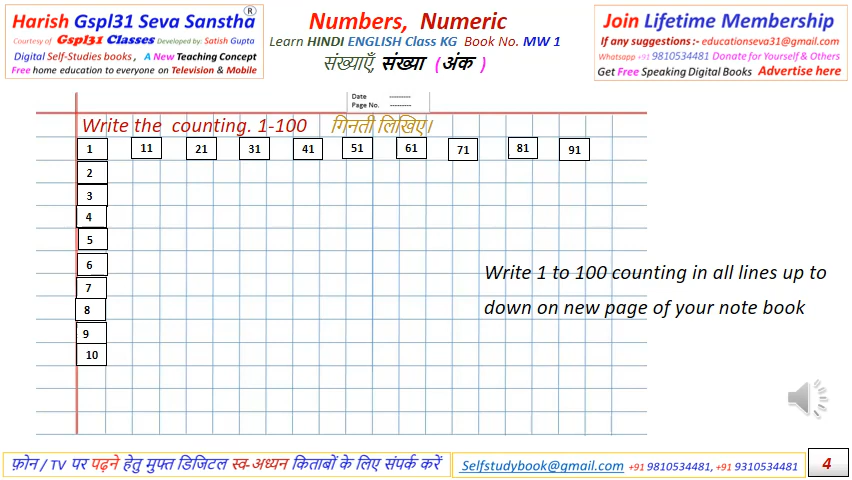 Harish Gspl31 Seva Sanstha ®
Courtesy of Gspl31 Classes Developed by: Satish Gupta
Digital Self-Studies books , A New Teaching Concept
Free home education to everyone on Television & Mobile
Numbers, Numeric
Learn HINDI ENGLISH Class KG Book No. MW 1
संख्याएँ, संख्या (अंक )
Join Lifetime Membership
If any suggestions :- educationseva31@gmail.com
Whatsapp +91 9810534481 Donate for Yourself & Others
Get Free Speaking Digital Books Advertise here
Date ---------
Page No. ---------
Write the counting. 1-100 गिनती लिखिए।
1 11 21 31 41 51 61 71 81 91
2
3
4
5
6
7
8
9
10
Write 1 to 100 counting in all lines up to
down on new page of your note book
फ़ोन / TV पर पढ़ने हेतु मुफ्त डिजिटल स्व-अध्यन किताबों के लिए संपर्क करें
Selfstudybook@gmail.com +91 9810534481, +91 9310534481
4